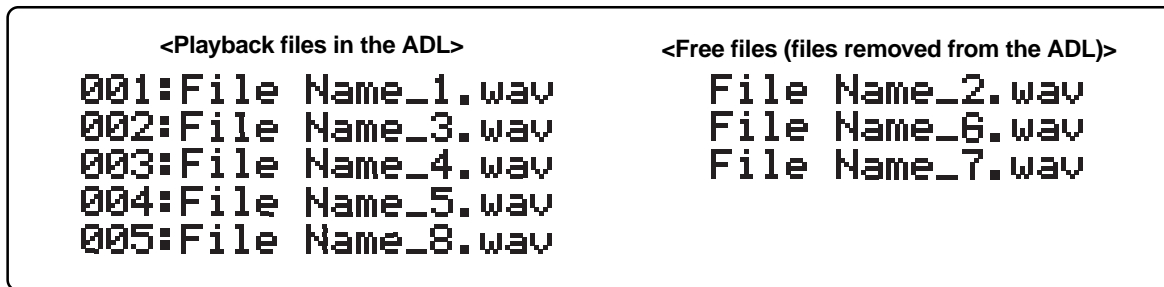 <Playback files in the ADL>
001:File Name_1.wav
002:File Name_3.wav
003:File Name_4.wav
004:File Name_5.wav
005:File Name_8.wav
<Free files (files removed from the ADL)>
File Name_2.wav
File Name_6.wav
File Name_7.wav